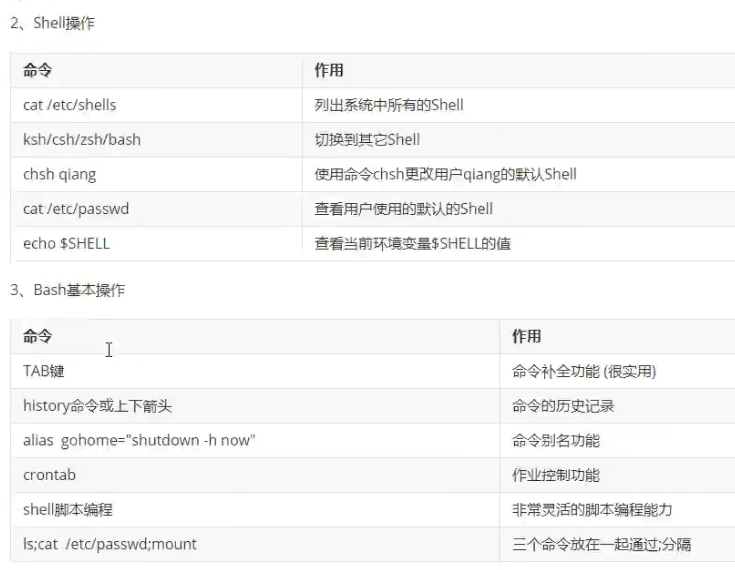 2、Shell操作
命令 作用
cat /etc/shells 列出系统中所有的Shell
ksh/csh/zsh/bash 切换到其它Shell
chsh qiang 使用命令chsh更改用户qiang的默认Shell
cat /etc/passwd 查看用户使用的默认的Shell
echo $SHELL 查看当前环境变量$SHELL的值
3、Bash基本操作
命令 作用
TAB键 命令补全功能 (很实用)
history命令或上下箭头 命令的历史记录
alias gohome="shutdown -h now" 命令别名功能
crontab 作业控制功能
shell脚本编程 非常灵活的脚本编程能力
ls;cat /etc/passwd;mount 三个命令放在一起通过;分隔